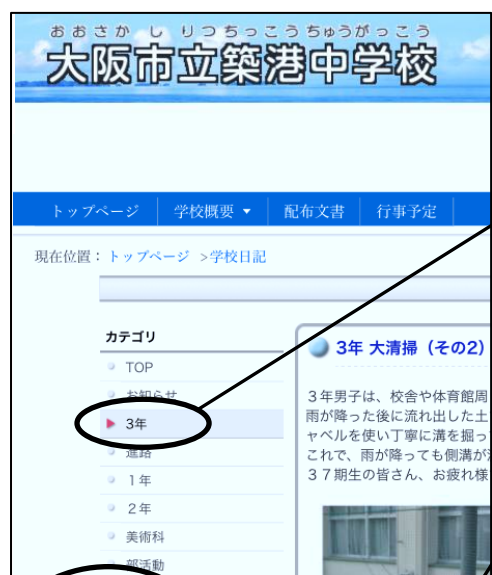 おおさか し りつちっこうちゅうがっこう
大阪市立築港中学校
トップページ 学校概要 ▼ 配布文書 行事予定
現在位置： トップページ >学校日記
カテゴリ
TOP
お知らせ
3年
進路
1年
2年
美術科
部活動
3年 大清掃（その2）
３年男子は、校舎や体育館周
雨が降った後に流れ出した土
ャベルを使い丁寧に溝を掘っ
これで、雨が降っても側溝が
３７期生の皆さん、お疲れ様